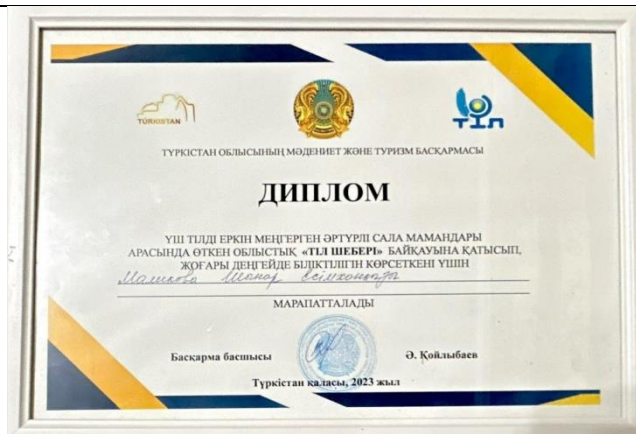 TÜRKISTAN
ТІЛ
ТҮРКІСТАН ОБЛЫСЫНЫҢ МӘДЕНИЕТ ЖӘНЕ ТУРИЗМ БАСҚАРМАСЫ
ДИПЛОМ
ҮШ ТІЛДІ ЕРКІН МЕҢГЕРГЕН ӘРТҮРЛІ САЛА МАМАНДАРЫ
АРАСЫНДА ӨТКЕН ОБЛЫСТЫҚ «ТІЛ ШЕБЕРІ» БАЙҚАУЫНА ҚАТЫСЫП,
ЖОҒАРЫ ДЕҢГЕЙДЕ БІЛІКТІЛІГІН КӨРСЕТКЕНІ ҮШІН
Шынар
МАРАПАТТАЛАДЫ
Басқарма басшысы Ә. Қойлыбаев
Түркістан қаласы, 2023 жыл